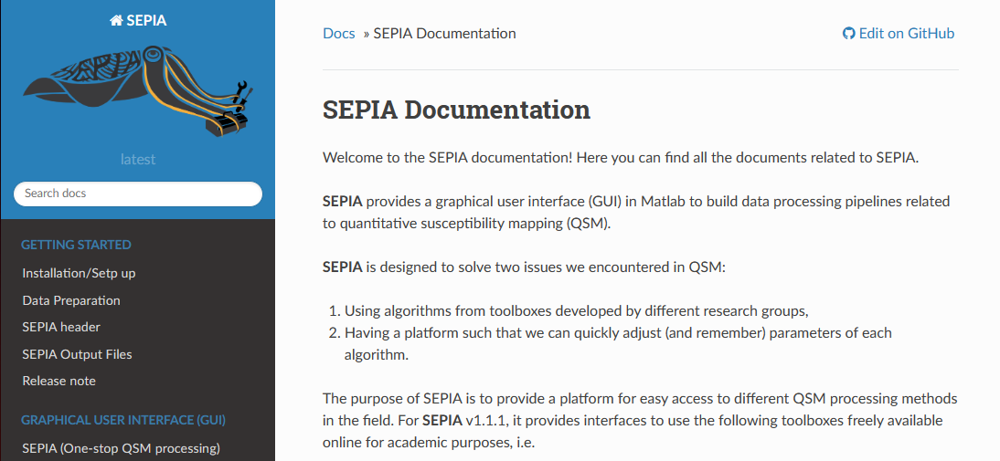 SEPIA
latest
Search docs
GETTING STARTED
Installation/Setp up
Data Preparation
SEPIA header
SEPIA Output Files
Release note
GRAPHICAL USER INTERFACE (GUI)
SEPIA (One-stop QSM processing)
Docs » SEPIA Documentation
Edit on GitHub
SEPIA Documentation
Welcome to the SEPIA documentation! Here you can find all the documents related to SEPIA.
SEPIA provides a graphical user interface (GUI) in Matlab to build data processing pipelines related
to quantitative susceptibility mapping (QSM).
SEPIA is designed to solve two issues we encountered in QSM:
1. Using algorithms from toolboxes developed by different research groups,
2. Having a platform such that we can quickly adjust (and remember) parameters of each
algorithm.
The purpose of SEPIA is to provide a platform for easy access to different QSM processing methods
in the field. For SEPIA v1.1.1, it provides interfaces to use the following toolboxes freely available
online for academic purposes, i.e.